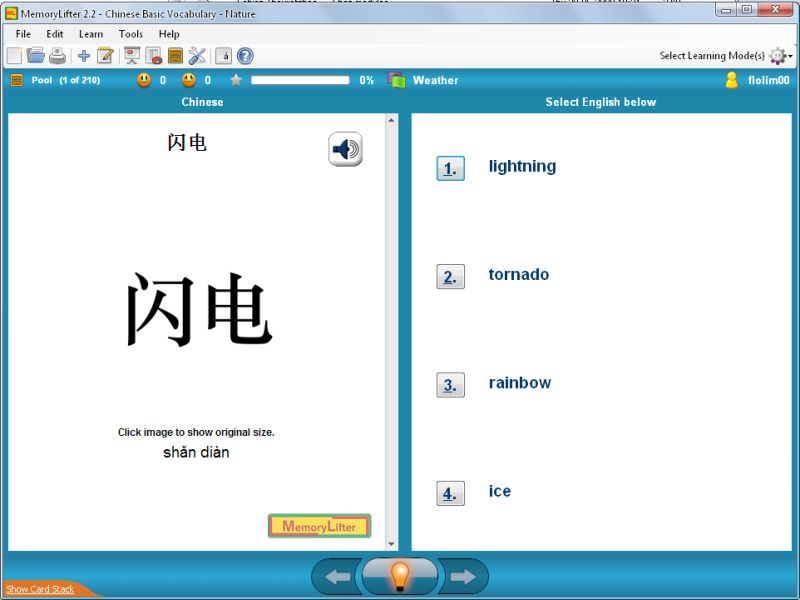 MemoryLifter 2.2 - Chinese Basic Vocabulary - Nature
File Edit Learn Tools Help
Select Learning Mode(s)
Pool (1 of 210) 0 0 0% Weather flolim00
Chinese
Select English below
闪电
闪电
Click image to show original size.
shǎn diàn
MemoryLifter
1. lightning
2. tornado
3. rainbow
4. ice
Show Card Stack